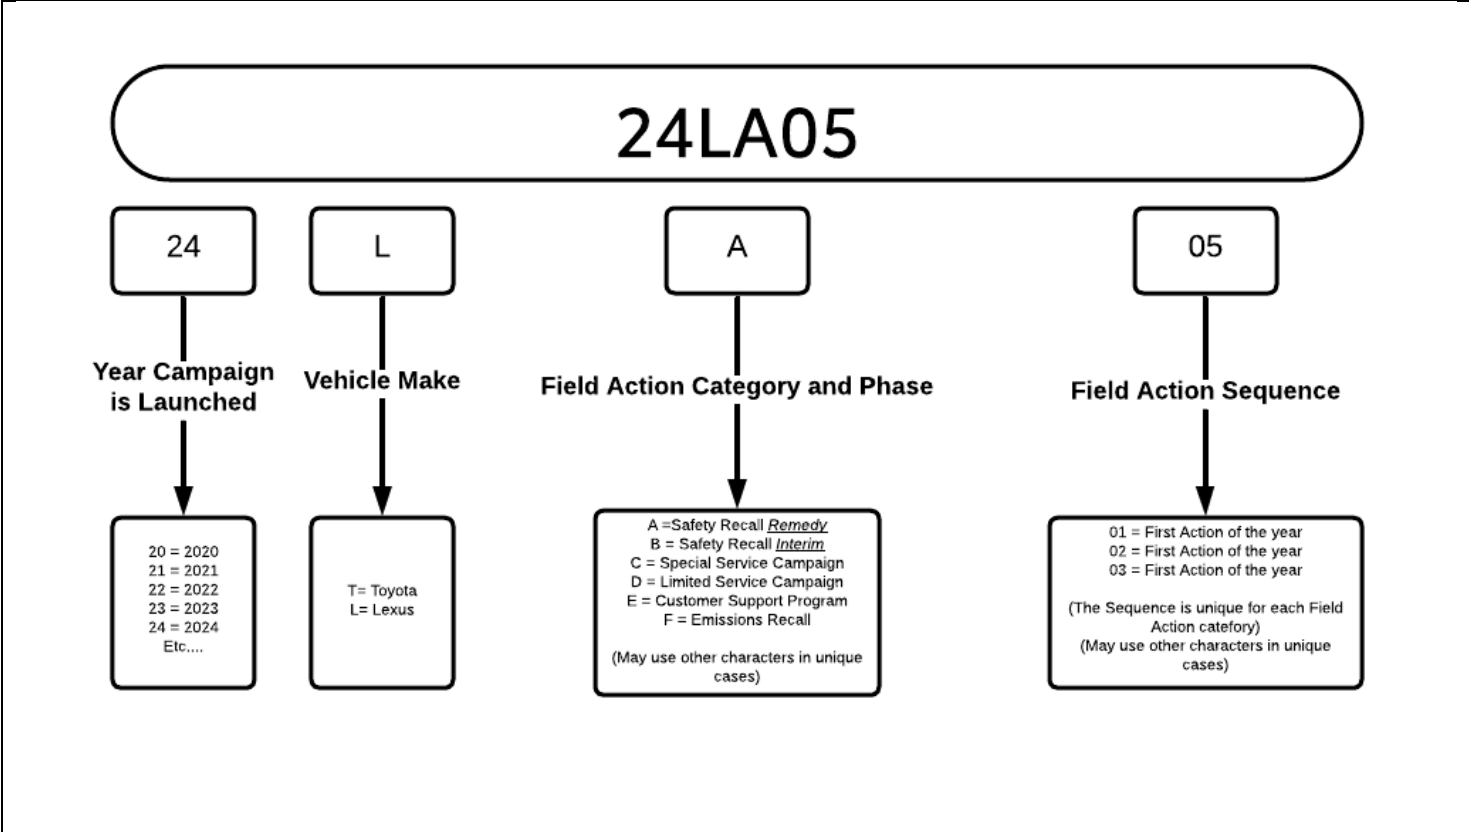 24LA05
24
L
A
05
Year Campaign
is Launched
Vehicle Make
Field Action Category and Phase
Field Action Sequence
20 = 2020
21 = 2021
22 = 2022
23 = 2023
24 = 2024
Etc....
T= Toyota
L= Lexus
A =Safety Recall Remedy
B = Safety Recall Interim
C = Special Service Campaign
D = Limited Service Campaign
E = Customer Support Program
F = Emissions Recall
(May use other characters in unique
cases)
01 = First Action of the year
02 = First Action of the year
03 = First Action of the year
(The Sequence is unique for each Field
Action catefory)
(May use other characters in unique
cases)